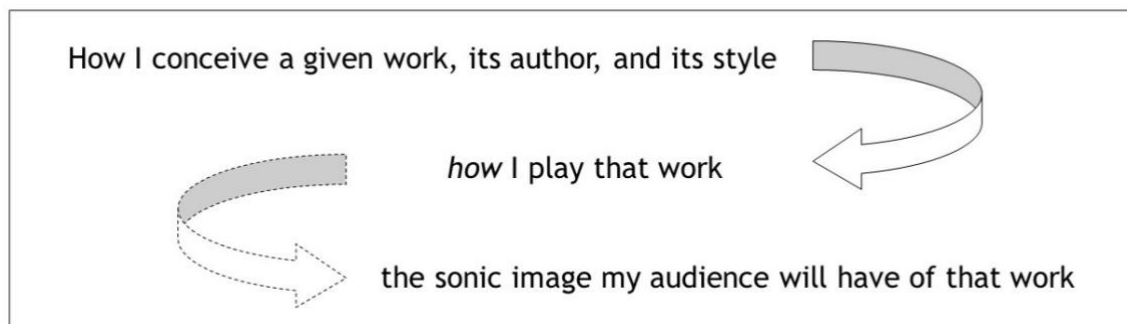 How I conceive a given work, its author, and its style
how I play that work
the sonic image my audience will have of that work